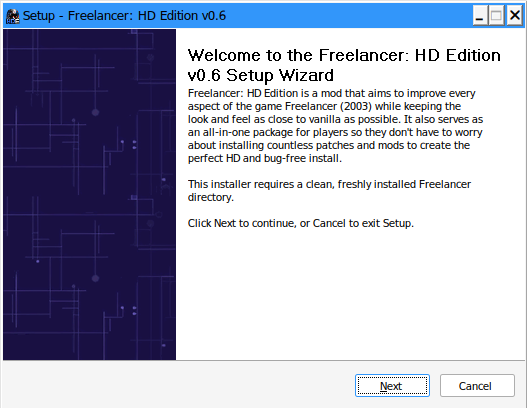 Setup - Freelancer: HD Edition v0.6
Welcome to the Freelancer: HD Edition
v0.6 Setup Wizard
Freelancer: HD Edition is a mod that aims to improve every
aspect of the game Freelancer (2003) while keeping the
look and feel as close to vanilla as possible. It also serves as
an all-in-one package for players so they don't have to worry
about installing countless patches and mods to create the
perfect HD and bug-free install.
This installer requires a clean, freshly installed Freelancer
directory.
Click Next to continue, or Cancel to exit Setup.
Next
Cancel